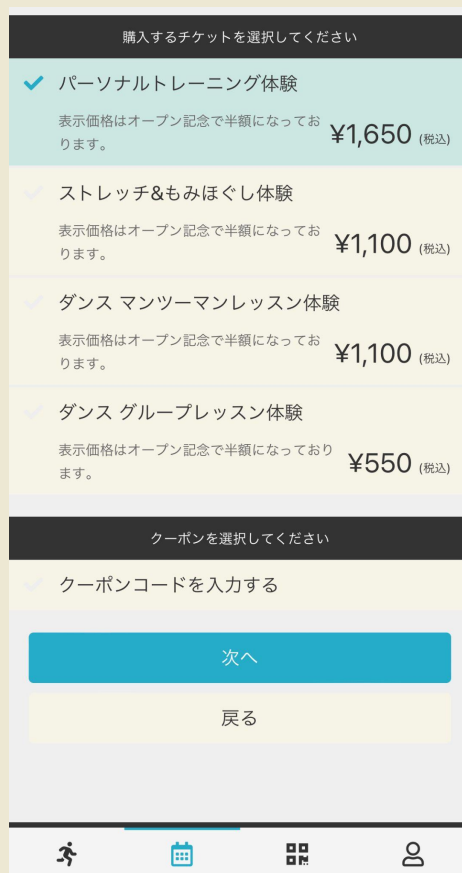 購入するチケットを選択してください
パーソナルトレーニング体験
表示価格はオープン記念で半額になってお
ります。
¥1,650 (税込)
ストレッチ&もみほぐし体験
表示価格はオープン記念で半額になってお
ります。
¥1,100 (税込)
ダンス マンツーマンレッスン体験
表示価格はオープン記念で半額になってお
ります。
¥1,100 (税込)
ダンス グループレッスン体験
表示価格はオープン記念で半額になっており
ます。
¥550 (税込)
クーポンを選択してください
クーポンコードを入力する
次へ
戻る